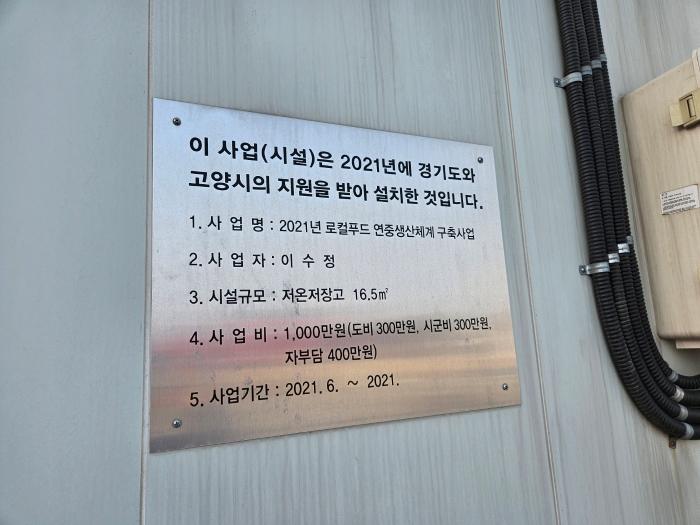 이 사업(시설)은 2021년에 경기도와
고양시의 지원을 받아 설치한 것입니다.
1. 사 업 명 : 2021년 로컬푸드 연중생산체계 구축사업
2. 사 업 자 : 이 수 정
3. 시설규모 : 저온저장고 16.5㎡
4. 사 업 비 : 1,000만원(도비 300만원, 시군비 300만원,
자부담 400만원)
5. 사업기간 : 2021. 6. ~ 2021.